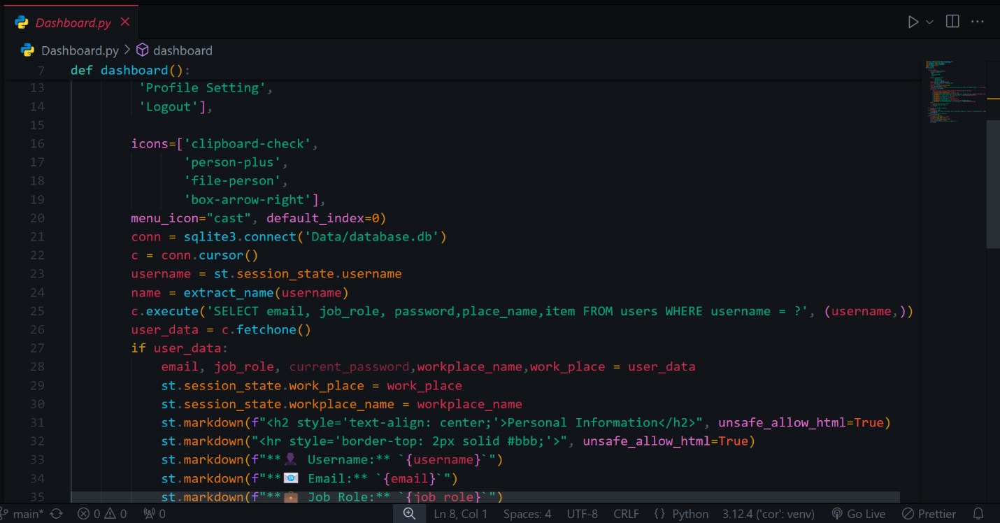 Dashboard.py
Dashboard.py > dashboard
7 def dashboard():
13 'Profile Setting',
14 'Logout'],
15
16 icons=['clipboard-check',
17 'person-plus',
18 'file-person',
19 'box-arrow-right'],
20 menu_icon="cast", default_index=0)
21 conn = sqlite3.connect('Data/database.db')
22 c = conn.cursor()
23 username = st.session_state.username
24 name = extract_name(username)
25 c.execute('SELECT email, job_role, password,place_name,item FROM users WHERE username = ?', (username,))
26 user_data = c.fetchone()
27 if user_data:
28 email, job_role, current_password,workplace_name,work_place = user_data
29 st.session_state.work_place = work_place
30 st.session_state.workplace_name = workplace_name
31 st.markdown(f"<h2 style='text-align: center;'>Personal Information</h2>", unsafe_allow_html=True)
32 st.markdown("<hr style='border-top: 2px solid #bbb;'>", unsafe_allow_html=True)
33 st.markdown(f"**👤 Username:** `{username}`")
34 st.markdown(f"**📧 Email:** `{email}`")
35 st.markdown(f"**💼 Job Role:** `{job_role}`")
main* 0 0 0 Ln 8, Col 1 Spaces: 4 UTF-8 CRLF {} Python 3.12.4 ('cor': venv) Go Live Prettier